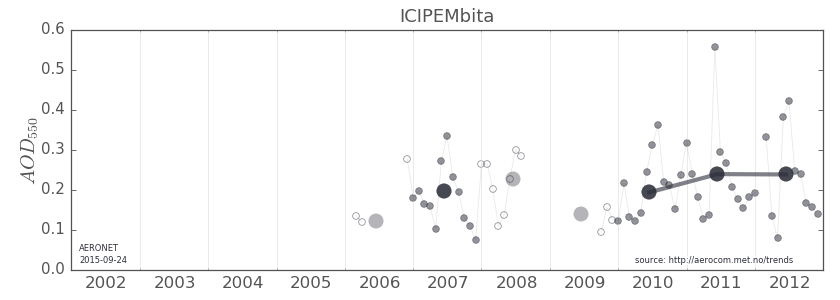 ICIPEMbita
0.6
0.5
0.4
0.3
0.2
0.1
0.0
AOD550
AERONET
2015-09-24
source: http://aerocom.met.no/trends
2002 2003 2004 2005 2006 2007 2008 2009 2010 2011 2012